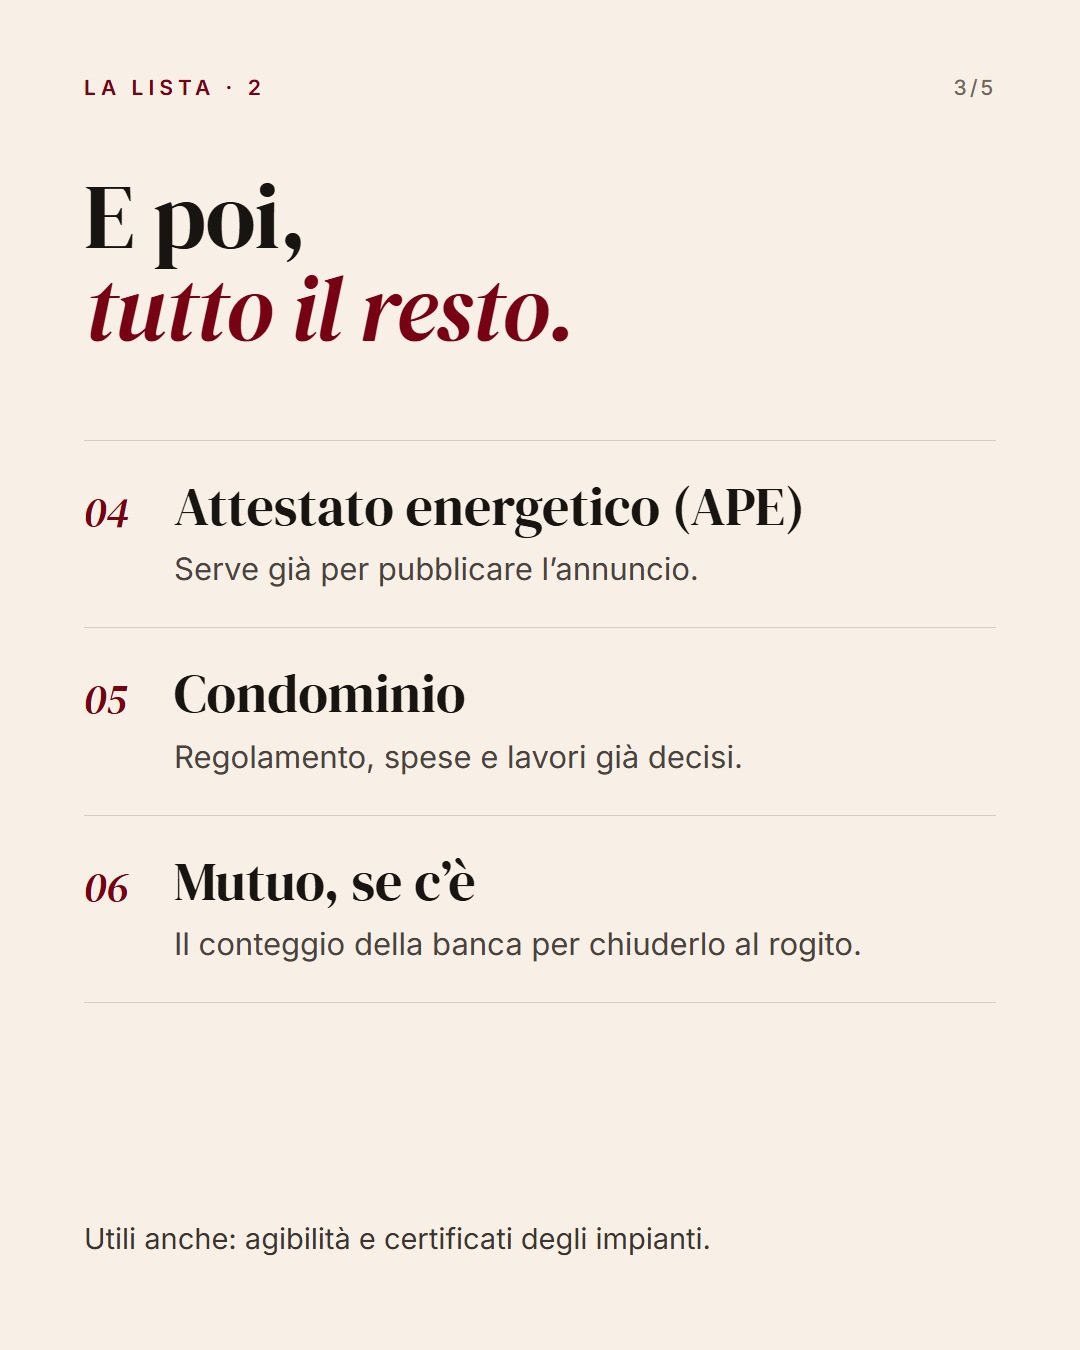 LA LISTA · 2
3/5
E poi,
tutto il resto.
04 Attestato energetico (APE)
Serve già per pubblicare l’annuncio.
05 Condominio
Regolamento, spese e lavori già decisi.
06 Mutuo, se c’è
Il conteggio della banca per chiuderlo al rogito.
Utili anche: agibilità e certificati degli impianti.